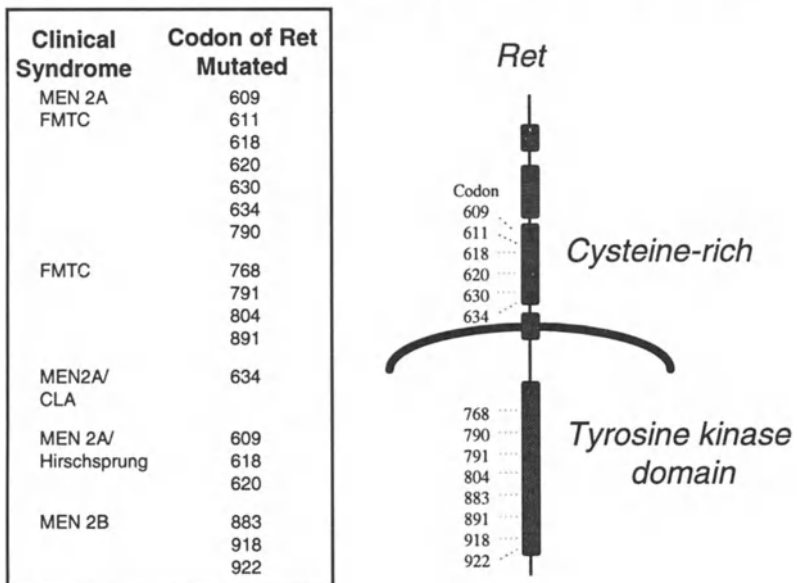 Clinical Syndrome Codon of Ret Mutated
MEN 2A 609
FMTC 611
618
620
630
634
790
FMTC 768
791
804
891
MEN2A/ 634
CLA
MEN 2A/ 609
Hirschsprung 618
620
MEN 2B 883
918
922
Ret
Codon
609
611
618
620
630
634
Cysteine-rich
768
790
791
804
883
891
918
922
Tyrosine kinase
domain